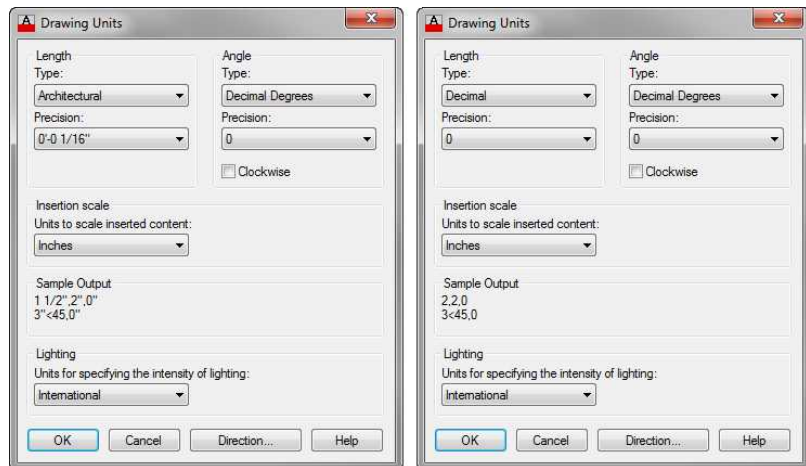 Drawing Units
Length
Type:
Architectural
Precision:
0'-0 1/16"
Angle
Type:
Decimal Degrees
Precision:
0
Clockwise
Insertion scale
Units to scale inserted content:
Inches
Sample Output
1 1/2",2",0"
3"<45,0"
Lighting
Units for specifying the intensity of lighting:
International
OK Cancel Direction... Help
Drawing Units
Length
Type:
Decimal
Precision:
0
Angle
Type:
Decimal Degrees
Precision:
0
Clockwise
Insertion scale
Units to scale inserted content:
Inches
Sample Output
2,2,0
3<45,0
Lighting
Units for specifying the intensity of lighting:
International
OK Cancel Direction... Help